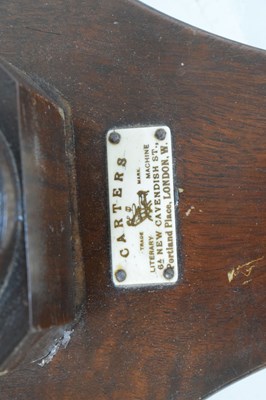 CARTERS
TRADE MARK
LITERARY MACHINE
6A NEW CAVENDISH ST.,
Portland Place, LONDON, W.